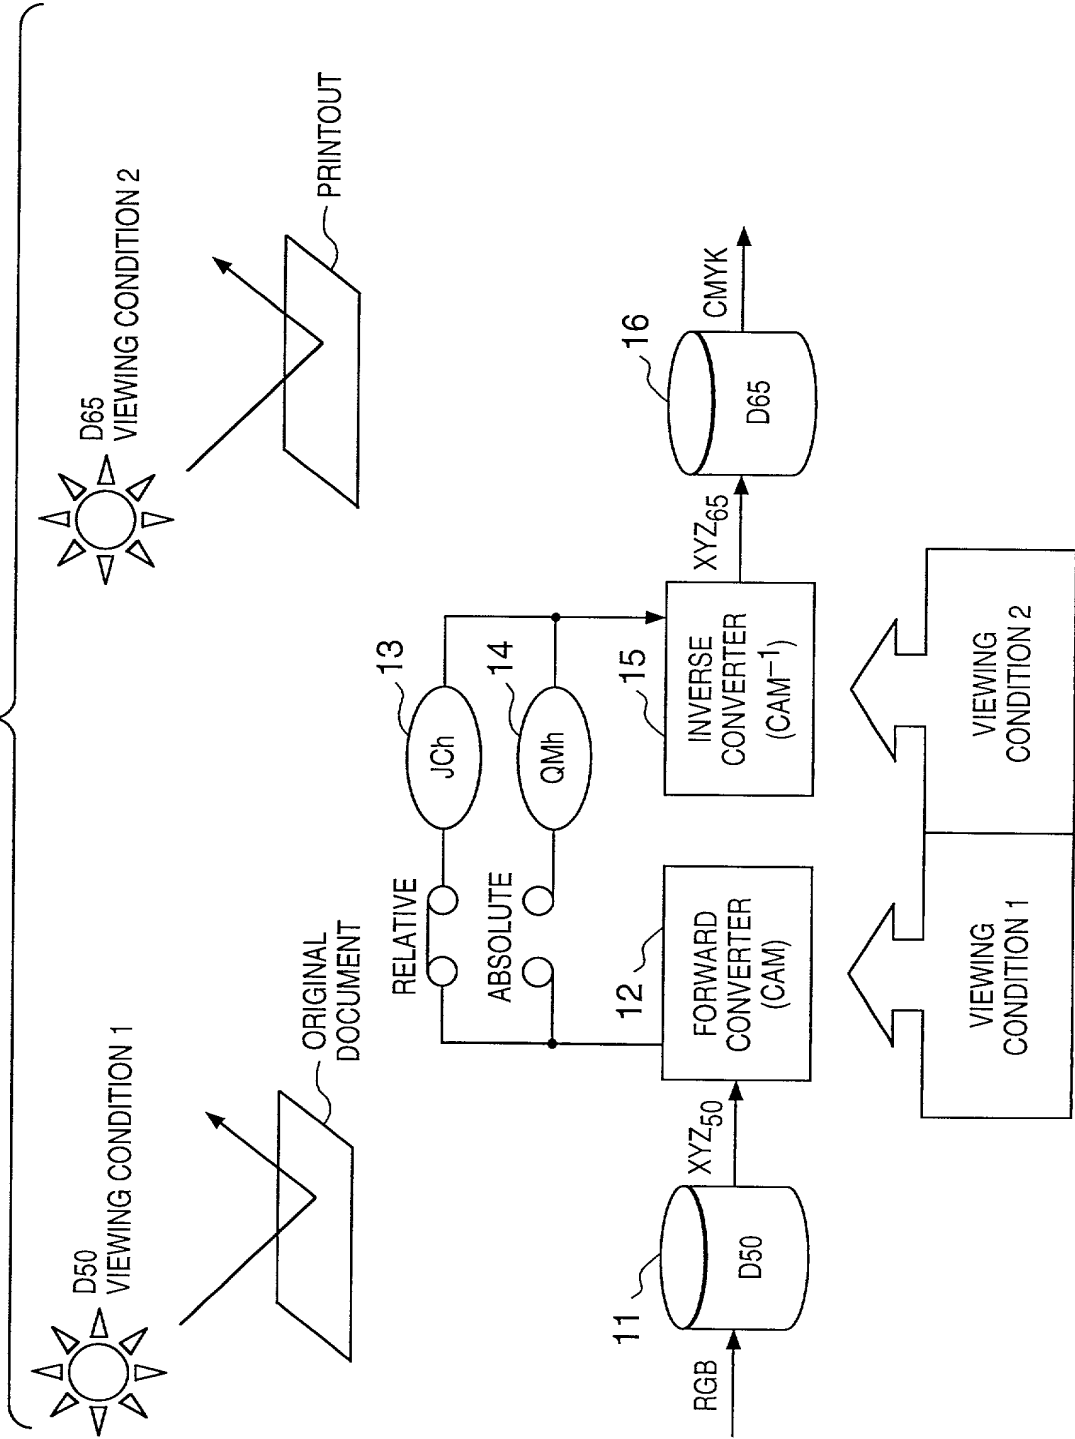 D50
VIEWING CONDITION 1
ORIGINAL
DOCUMENT
D65
VIEWING CONDITION 2
PRINTOUT
RELATIVE
JCh
13
ABSOLUTE
QMh
14
RGB
11
D50
XYZ50
12
FORWARD
CONVERTER
(CAM)
15
INVERSE
CONVERTER
(CAM⁻¹)
XYZ65
16
D65
CMYK
VIEWING
CONDITION 1
VIEWING
CONDITION 2